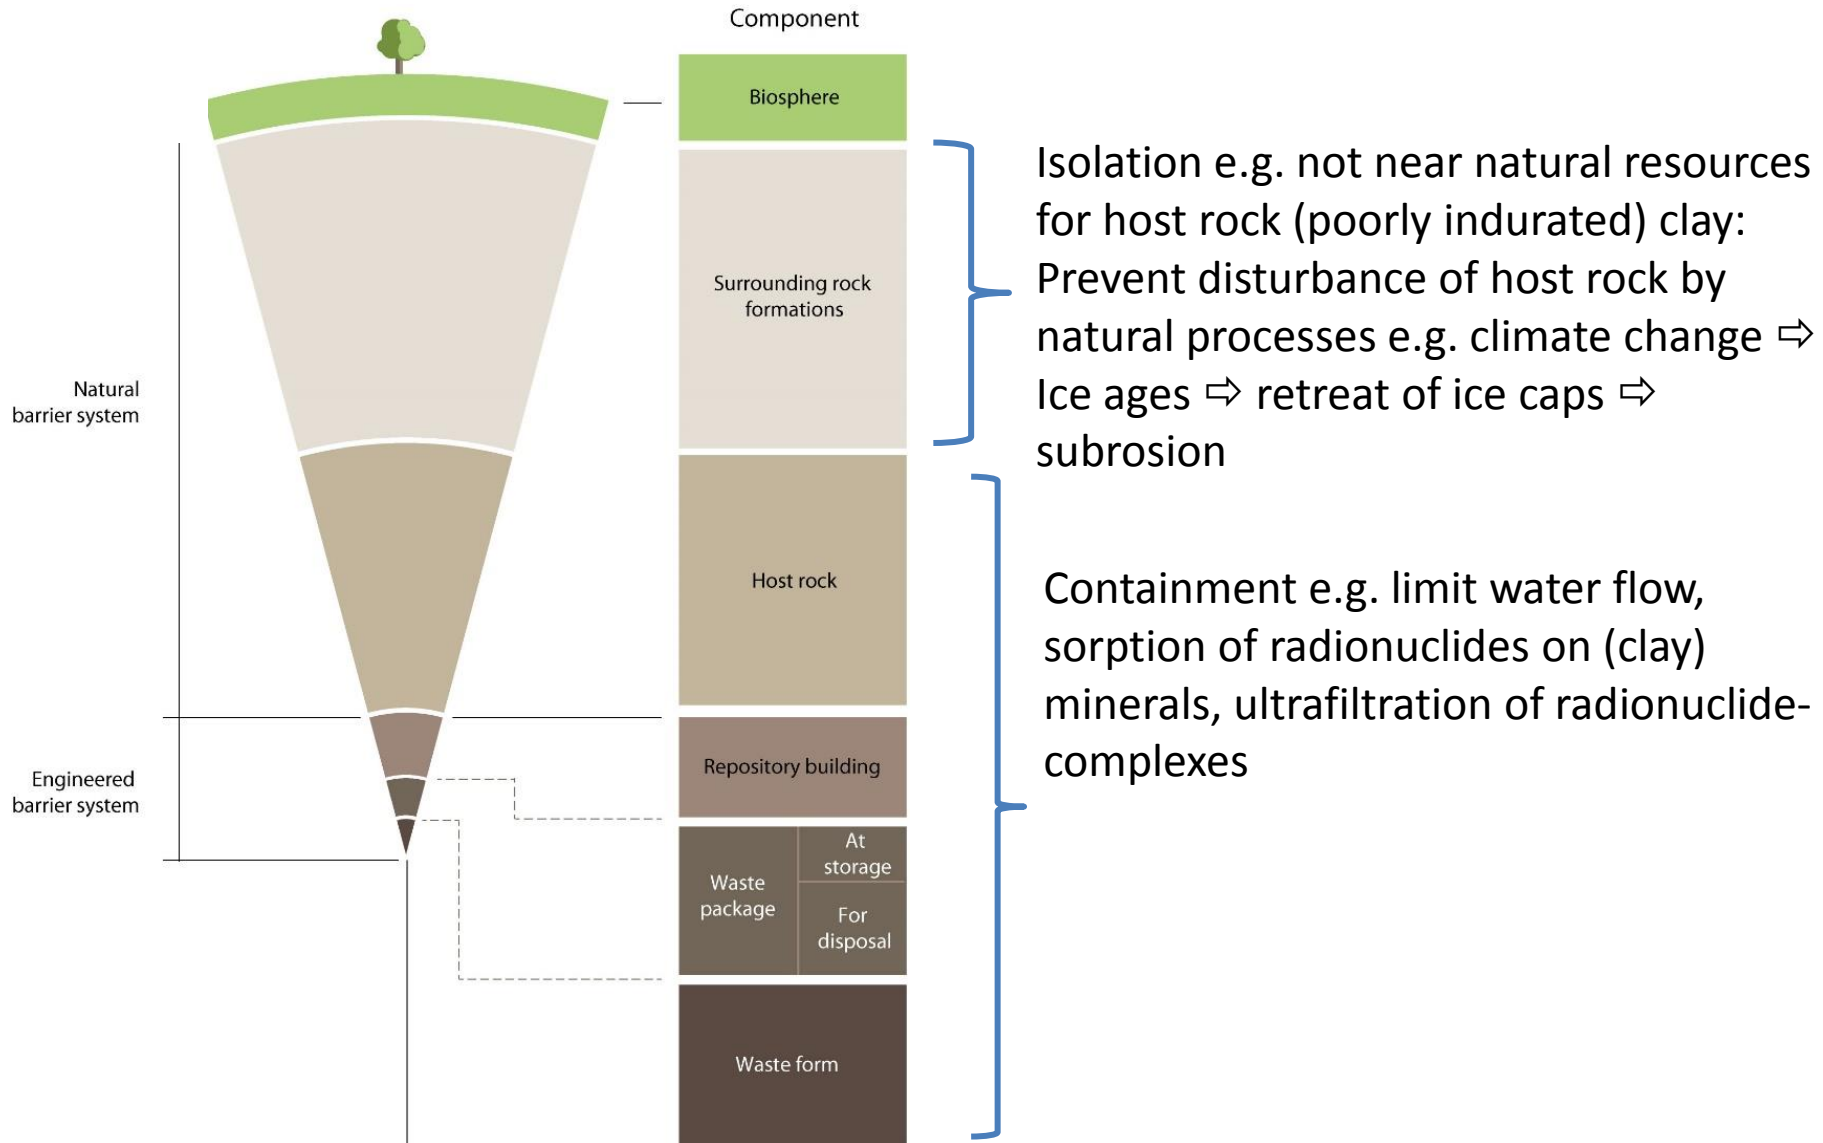 Component
Biosphere
Surrounding rock
formations
Host rock
Repository building
Waste
package
At
storage
For
disposal
Waste form
Natural
barrier system
Engineered
barrier system
Isolation e.g. not near natural resources
for host rock (poorly indurated) clay:
Prevent disturbance of host rock by
natural processes e.g. climate change ⇨
Ice ages ⇨ retreat of ice caps ⇨
subrosion
Containment e.g. limit water flow,
sorption of radionuclides on (clay)
minerals, ultrafiltration of radionuclide-
complexes